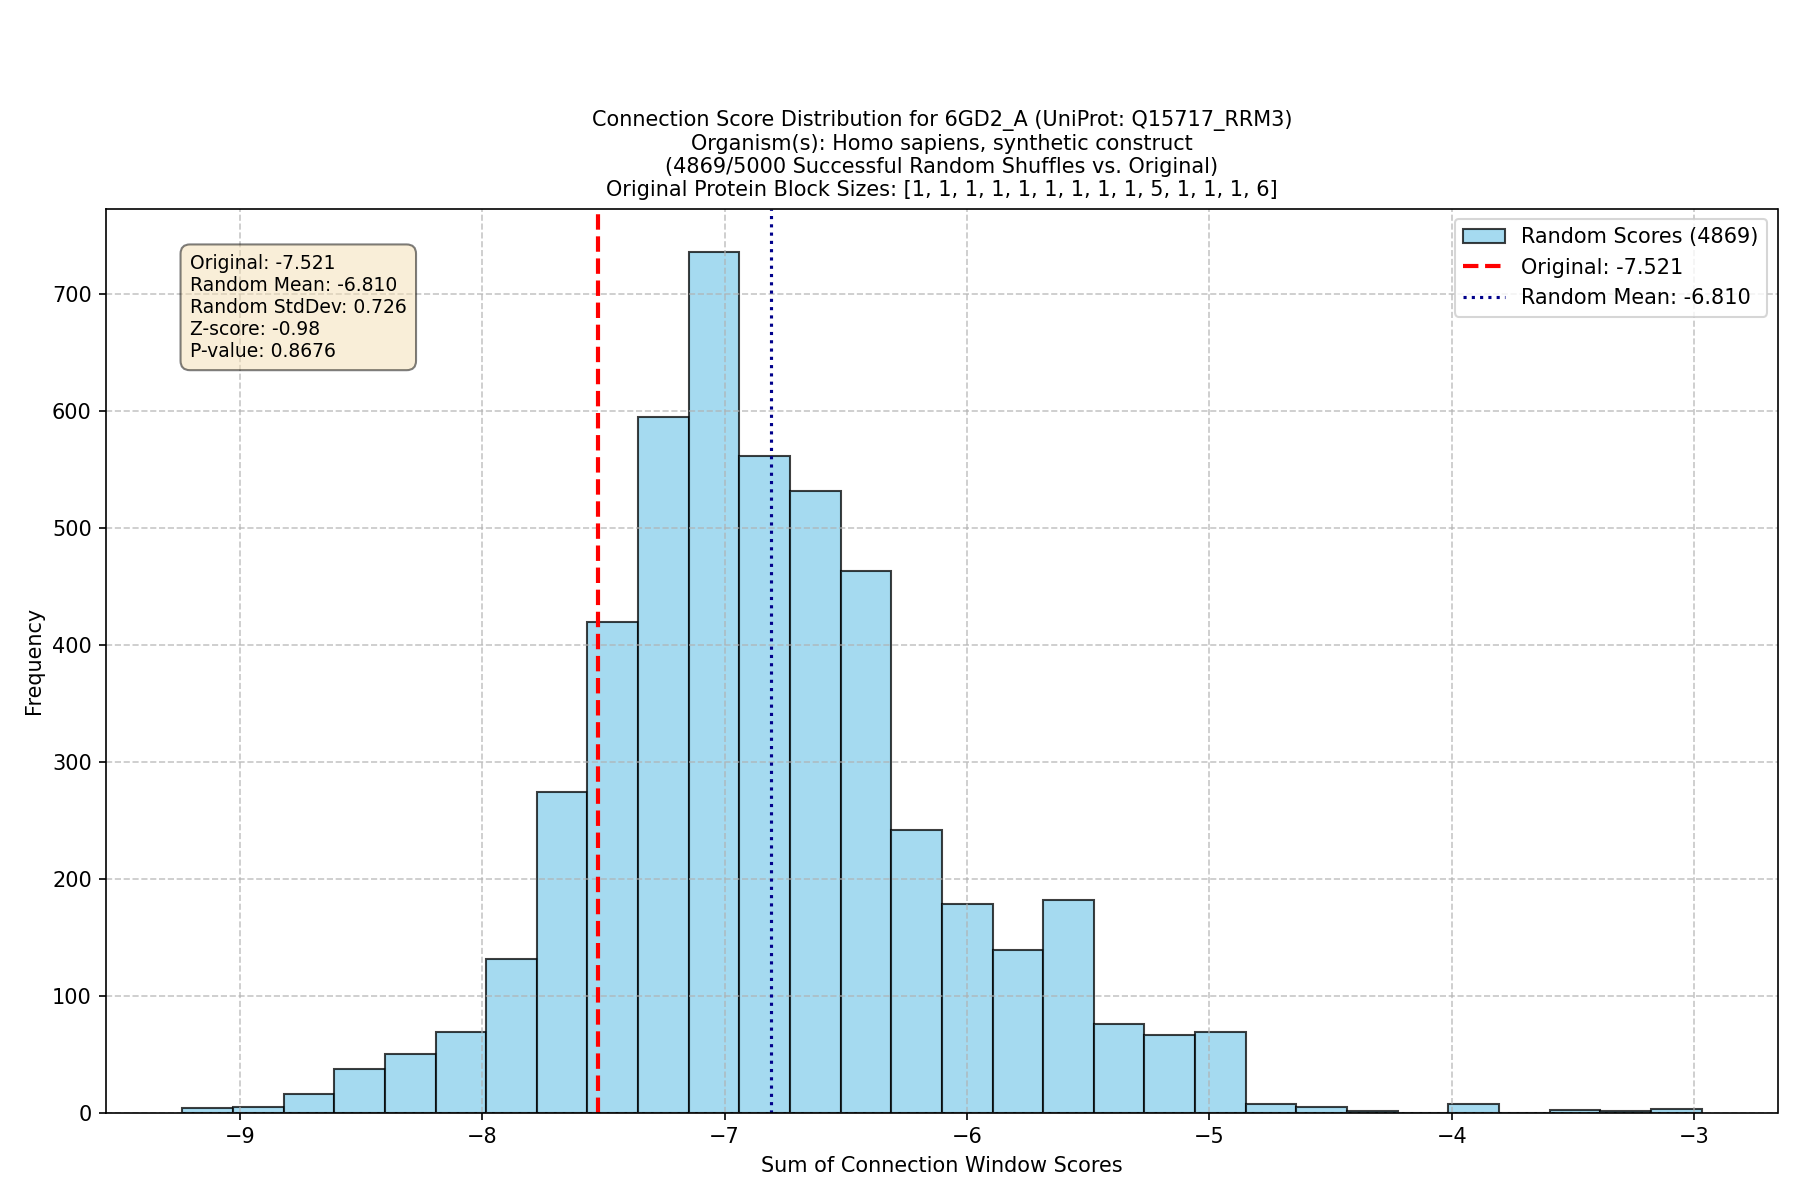 Connection Score Distribution for 6GD2_A (UniProt: Q15717_RRM3)
Organism(s): Homo sapiens, synthetic construct
(4869/5000 Successful Random Shuffles vs. Original)
Original Protein Block Sizes: [1, 1, 1, 1, 1, 1, 1, 1, 1, 5, 1, 1, 1, 6]
Original: -7.521
Random Mean: -6.810
Random StdDev: 0.726
Z-score: -0.98
P-value: 0.8676
Random Scores (4869)
Original: -7.521
Random Mean: -6.810
Frequency
700
600
500
400
300
200
100
0
−9
−8
−7
−6
−5
−4
−3
Sum of Connection Window Scores